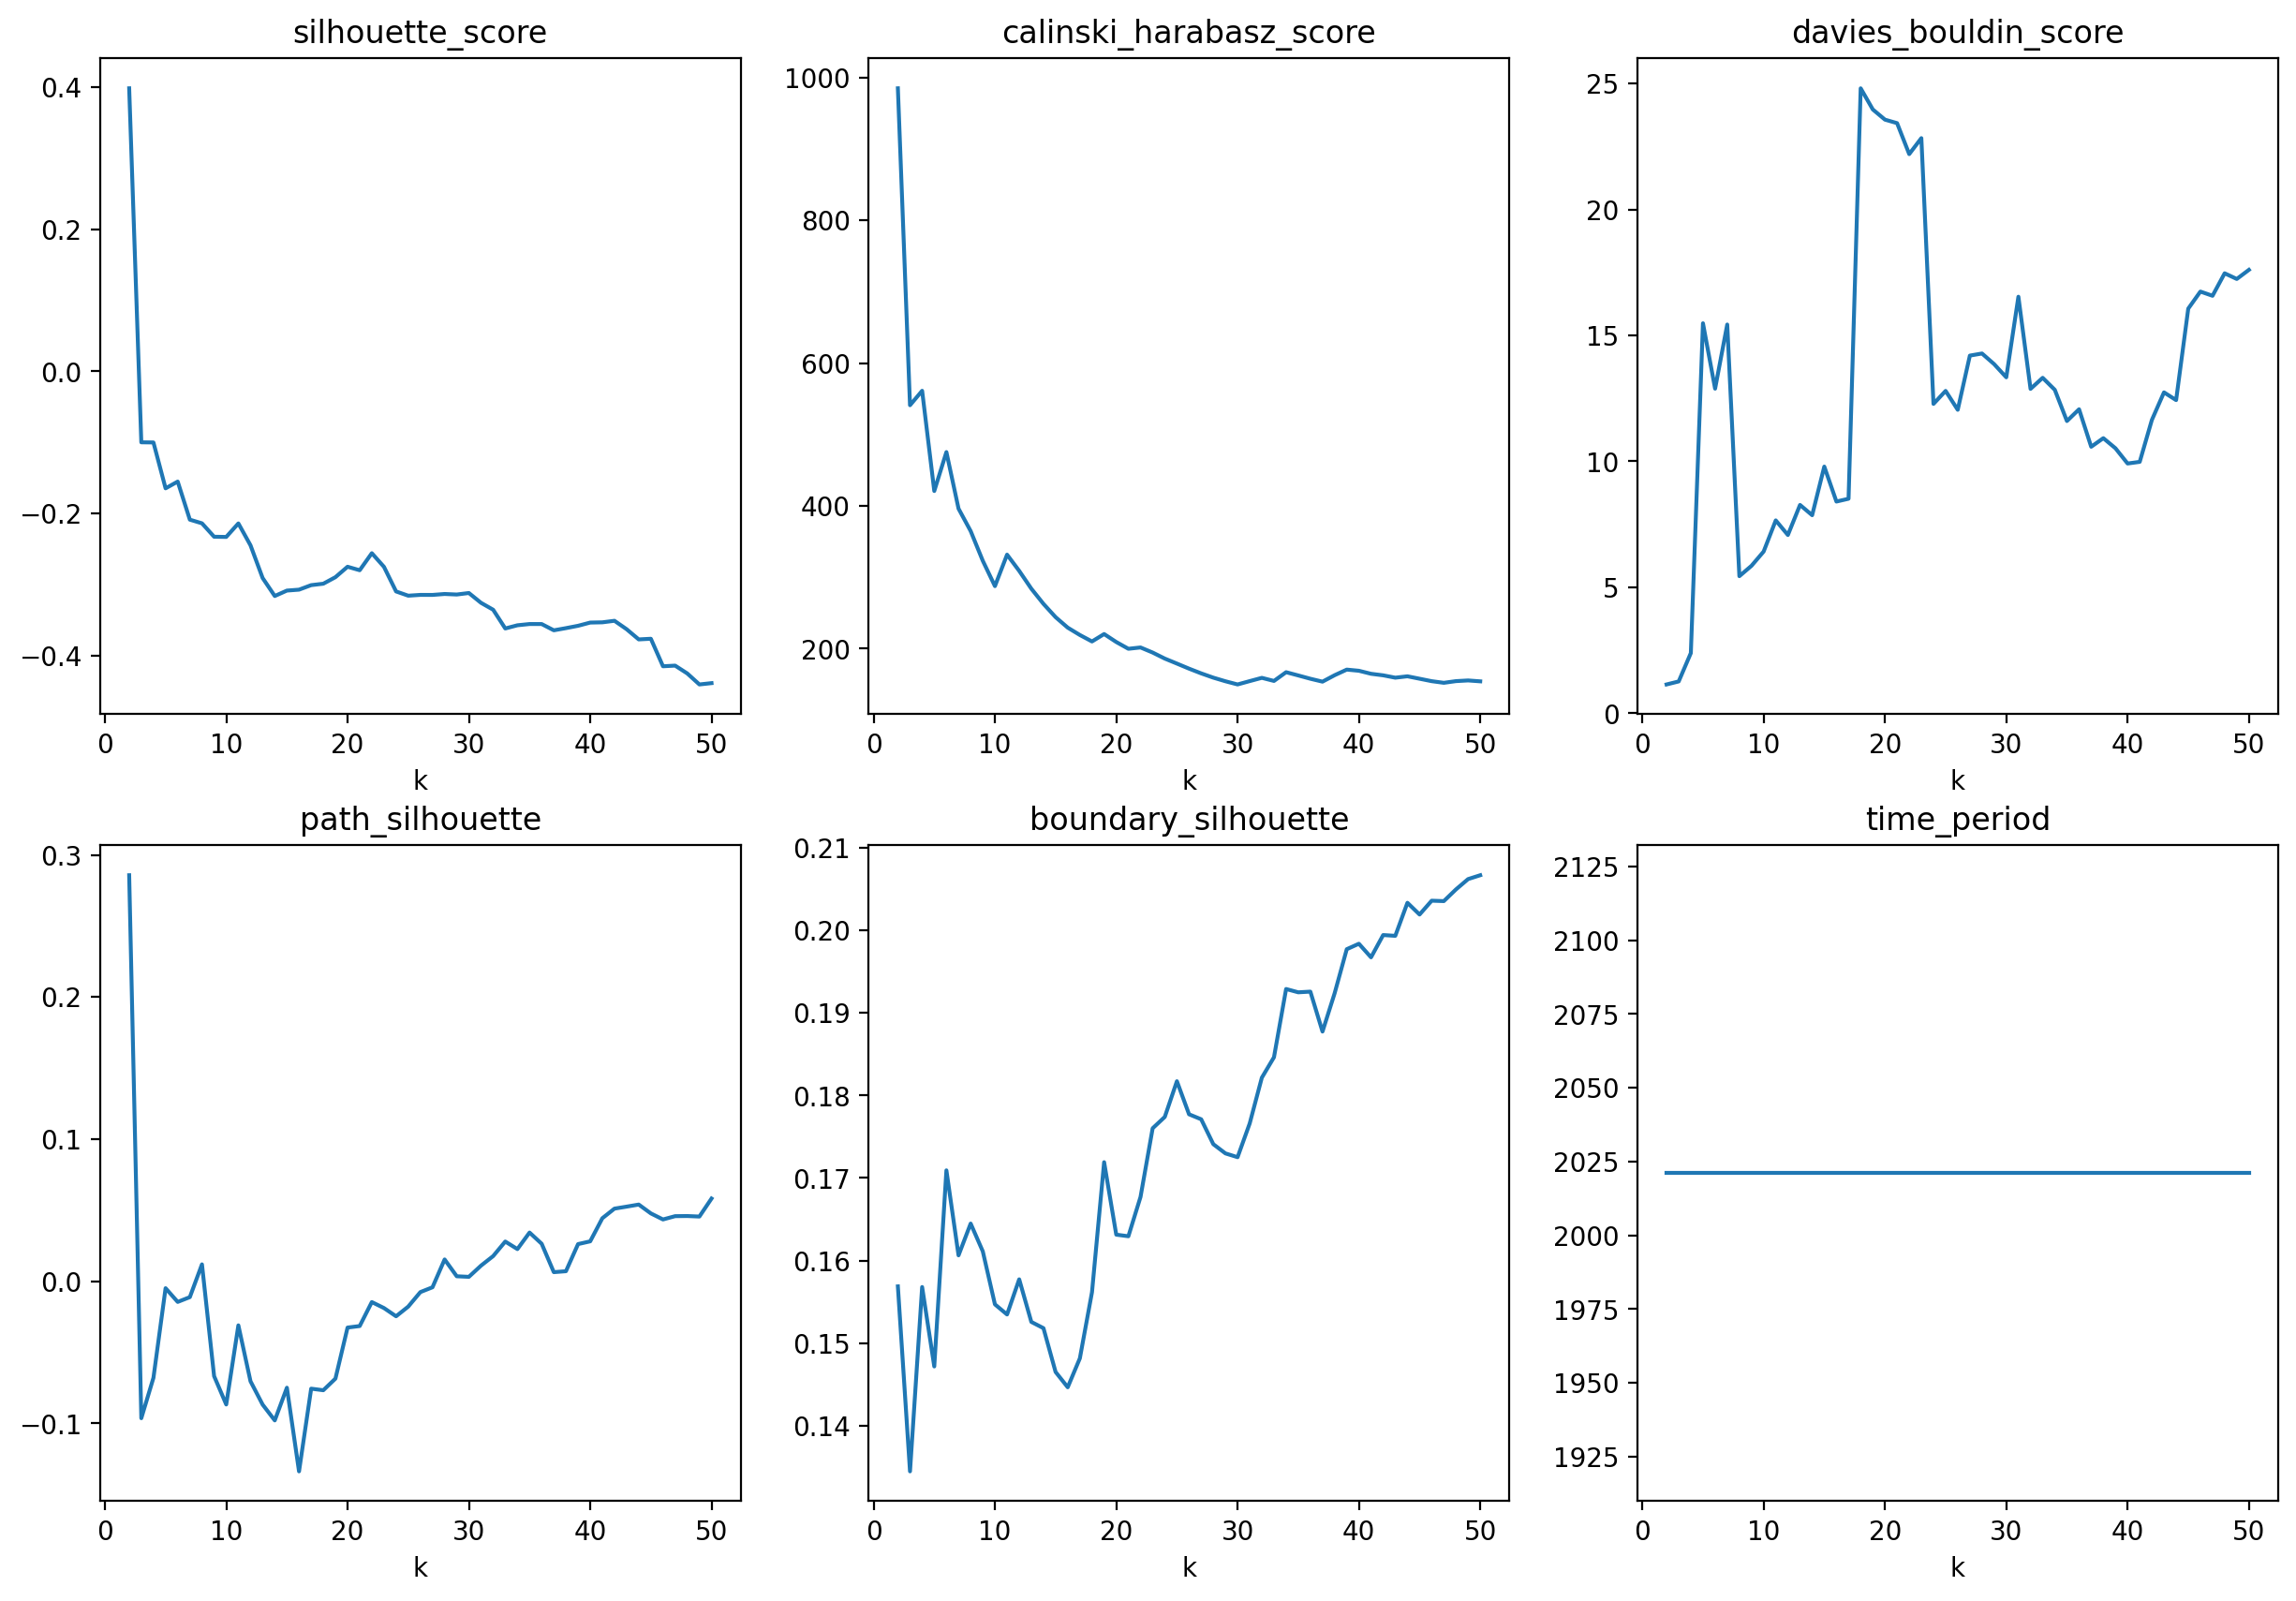 silhouette_score
0.4
0.2
0.0
−0.2
−0.4
0 10 20 30 40 50
k
calinski_harabasz_score
1000
800
600
400
200
0 10 20 30 40 50
k
davies_bouldin_score
25
20
15
10
5
0
0 10 20 30 40 50
k
path_silhouette
0.3
0.2
0.1
0.0
−0.1
0 10 20 30 40 50
k
boundary_silhouette
0.21
0.20
0.19
0.18
0.17
0.16
0.15
0.14
0 10 20 30 40 50
k
time_period
2125
2100
2075
2050
2025
2000
1975
1950
1925
0 10 20 30 40 50
k